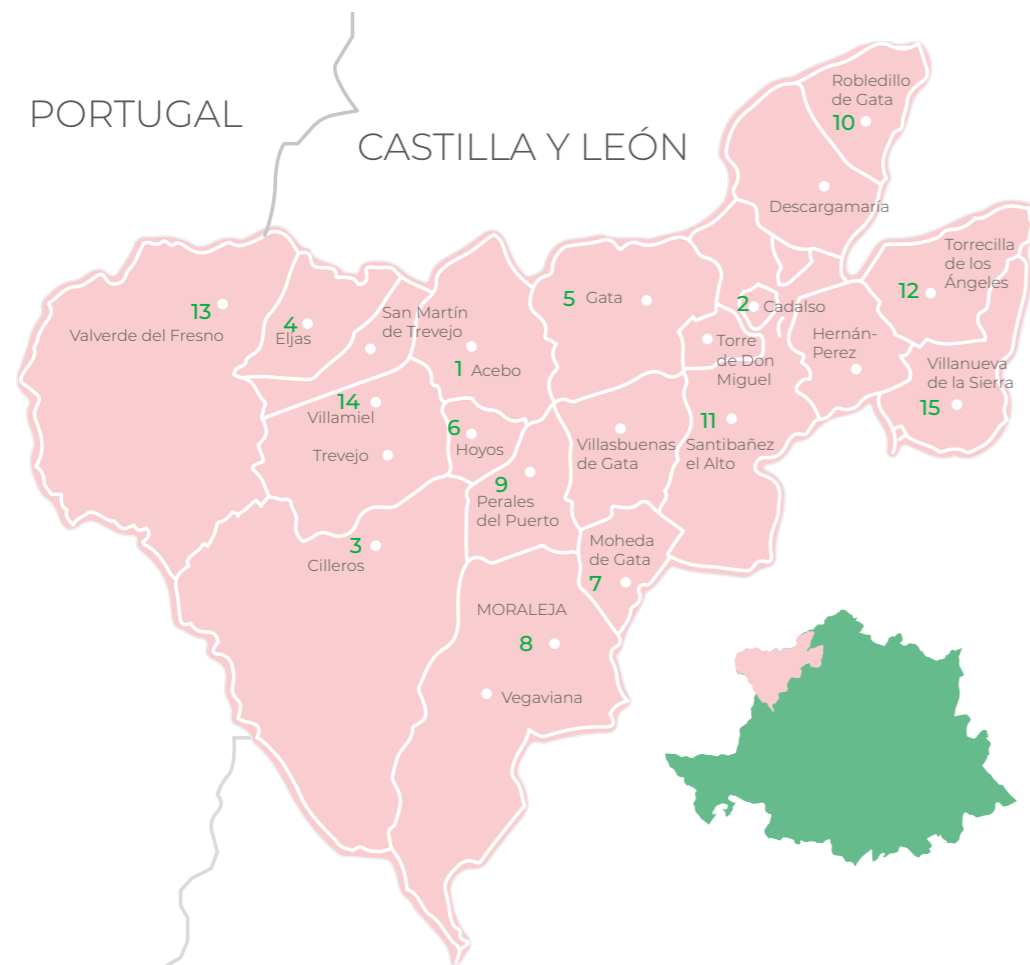 PORTUGAL
CASTILLA Y LEÓN
Robledillo
de Gata
10
Descargamaría
Torrecilla
de los
Ángeles
12
13
Valverde del Fresno
4
Eljas
San Martín
de Trevejo
1 Acebo
5 Gata
2 Cadalso
Torre
de Don
Miguel
Hernán-
Perez
Villanueva
de la Sierra
15
14
Villamiel
Trevejo
6
Hoyos
9
Perales
del Puerto
Villasbuenas
de Gata
11
Santibañez
el Alto
3
Cilleros
Moheda
de Gata
7
MORALEJA
8
Vegaviana